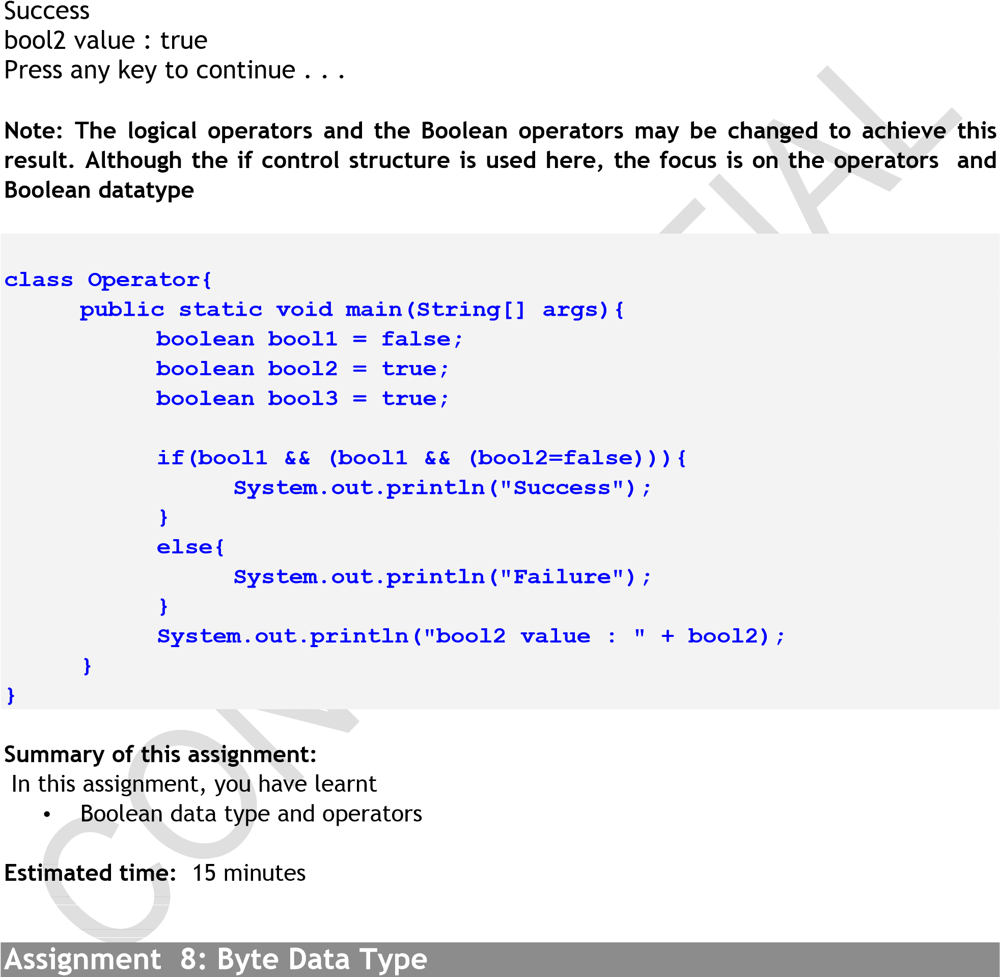 Success
bool2 value : true
Press any key to continue . . .
Note: The logical operators and the Boolean operators may be changed to achieve this
result. Although the if control structure is used here, the focus is on the operators and
Boolean datatype
class Operator{
public static void main(String[] args){
boolean bool1 = false;
boolean bool2 = true;
boolean bool3 = true;
if(bool1 && (bool1 && (bool2=false))){
System.out.println("Success");
}
else{
System.out.println("Failure");
}
System.out.println("bool2 value : " + bool2);
}
}
Summary of this assignment:
In this assignment, you have learnt
• Boolean data type and operators
Estimated time: 15 minutes
Assignment 8: Byte Data Type